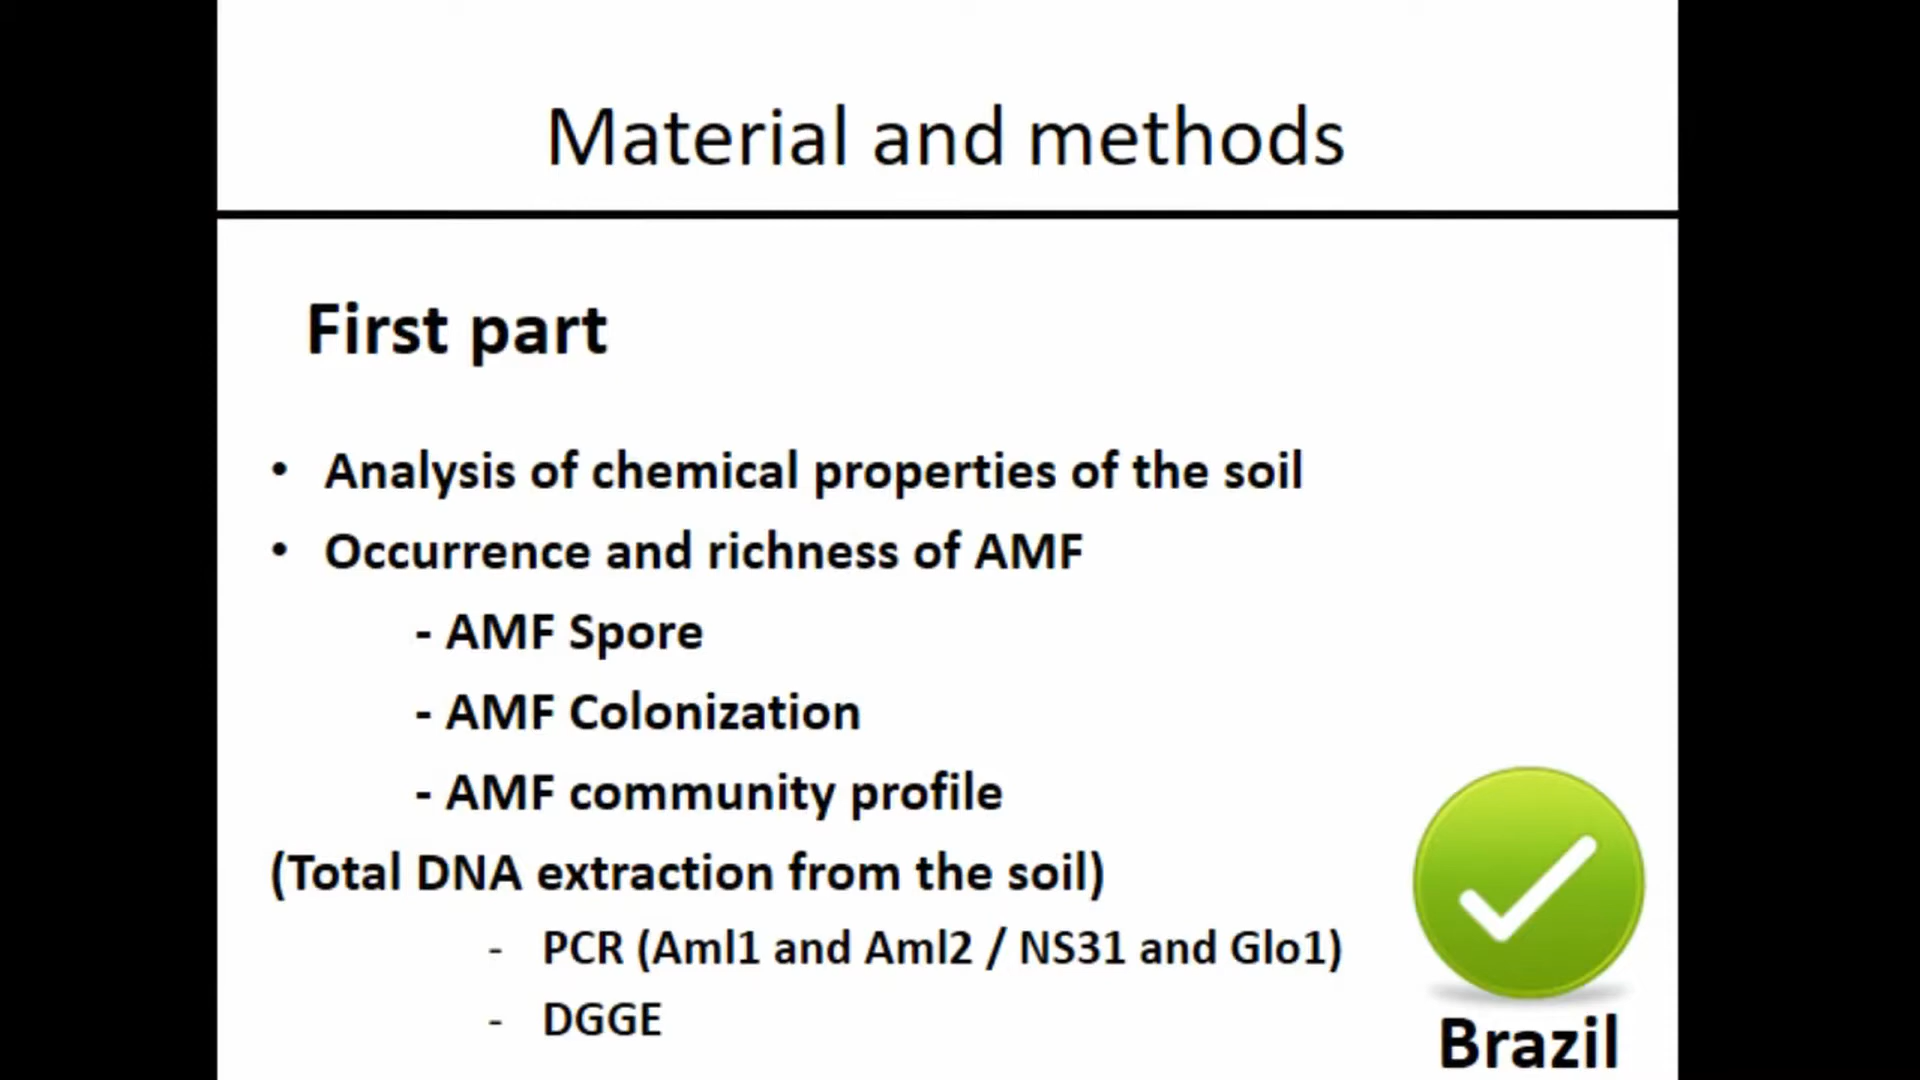 Material and methods
First part
• Analysis of chemical properties of the soil
• Occurrence and richness of AMF
- AMF Spore
- AMF Colonization
- AMF community profile
(Total DNA extraction from the soil)
- PCR (Aml1 and Aml2 / NS31 and Glo1)
- DGGE
Brazil